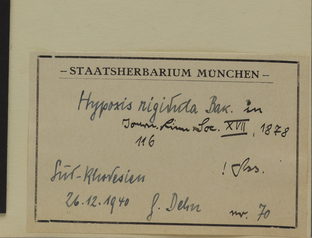 – STAATSHERBARIUM MÜNCHEN –
Hypoxis rigidula Bak. in
Journ. Linn. Soc. XVII, 1878
116
Süd-Rhodesien
26.12.1940 G. Dehn nr. 70